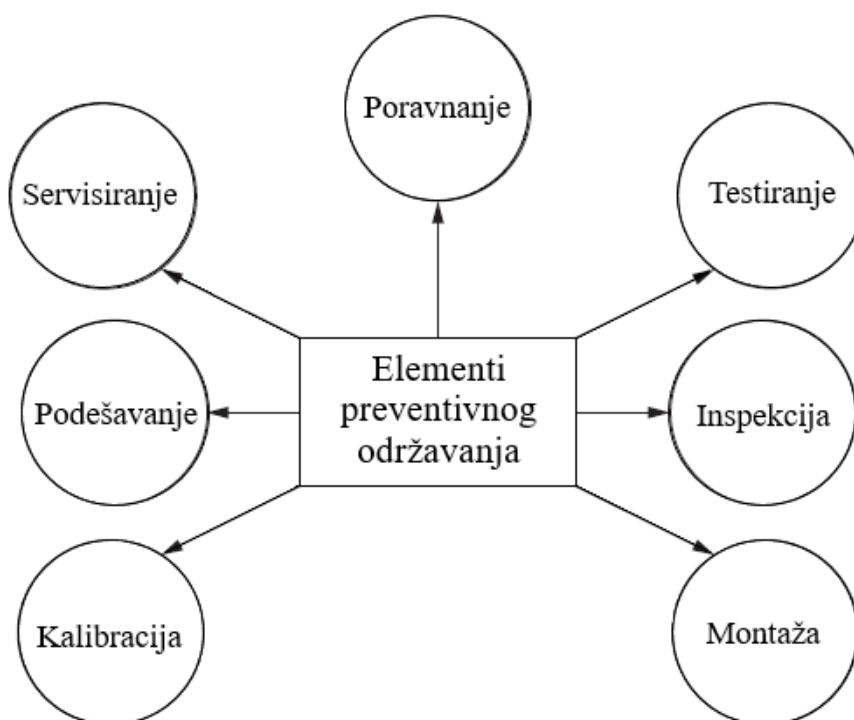 Poravnanje
Servisiranje
Testiranje
Elementi
preventivnog
održavanja
Podešavanje
Inspekcija
Kalibracija
Montaža